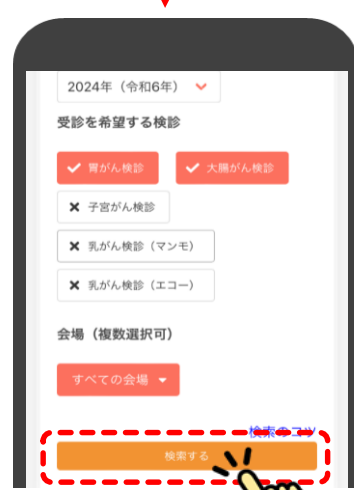 2024年（令和6年）
受診を希望する検診
胃がん検診
大腸がん検診
子宮がん検診
乳がん検診（マンモ）
乳がん検診（エコー）
会場（複数選択可）
すべての会場
検索のコツ
検索する